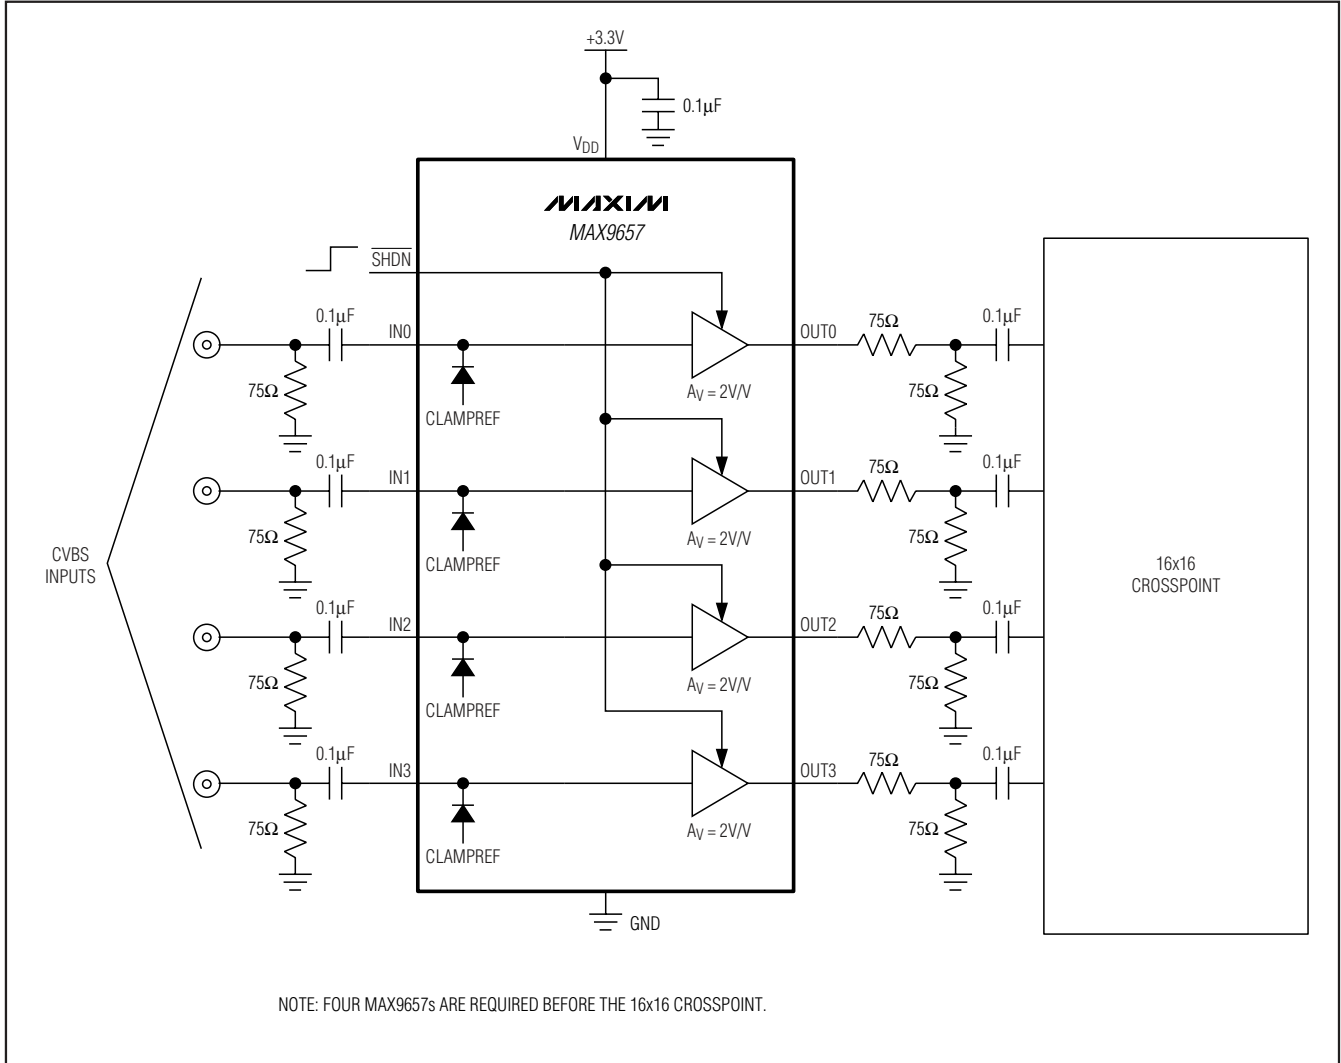 +3.3V
0.1µF
VDD
MAXIM
MAX9657
SHDN
0.1µF
IN0
OUT0
75Ω
0.1µF
75Ω
CLAMPREF
AV = 2V/V
75Ω
0.1µF
IN1
OUT1
75Ω
0.1µF
75Ω
CLAMPREF
AV = 2V/V
75Ω
CVBS
INPUTS
16x16
CROSSPOINT
0.1µF
IN2
OUT2
75Ω
0.1µF
75Ω
CLAMPREF
AV = 2V/V
75Ω
0.1µF
IN3
OUT3
75Ω
0.1µF
75Ω
CLAMPREF
AV = 2V/V
75Ω
GND
NOTE: FOUR MAX9657s ARE REQUIRED BEFORE THE 16x16 CROSSPOINT.